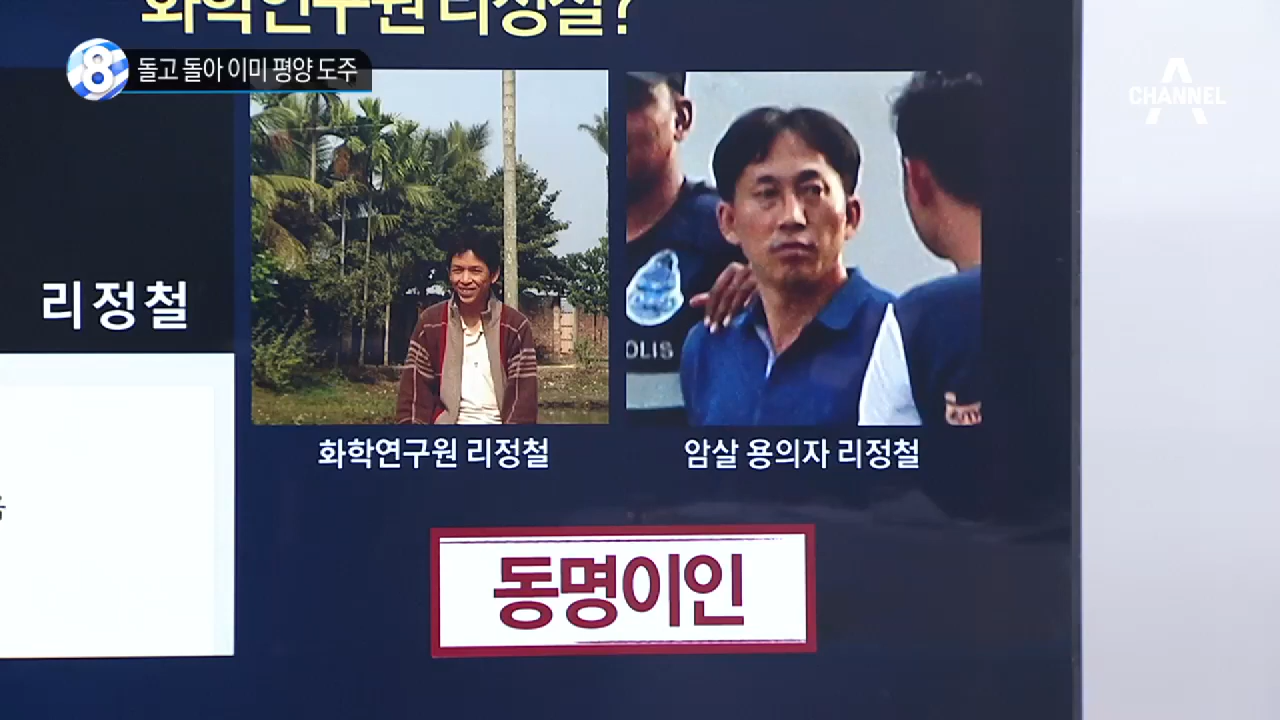 화학연구원 리정철?
8 돌고 돌아 이미 평양 도주
CHANNEL A
리정철
OLIS
화학연구원 리정철
암살 용의자 리정철
동명이인